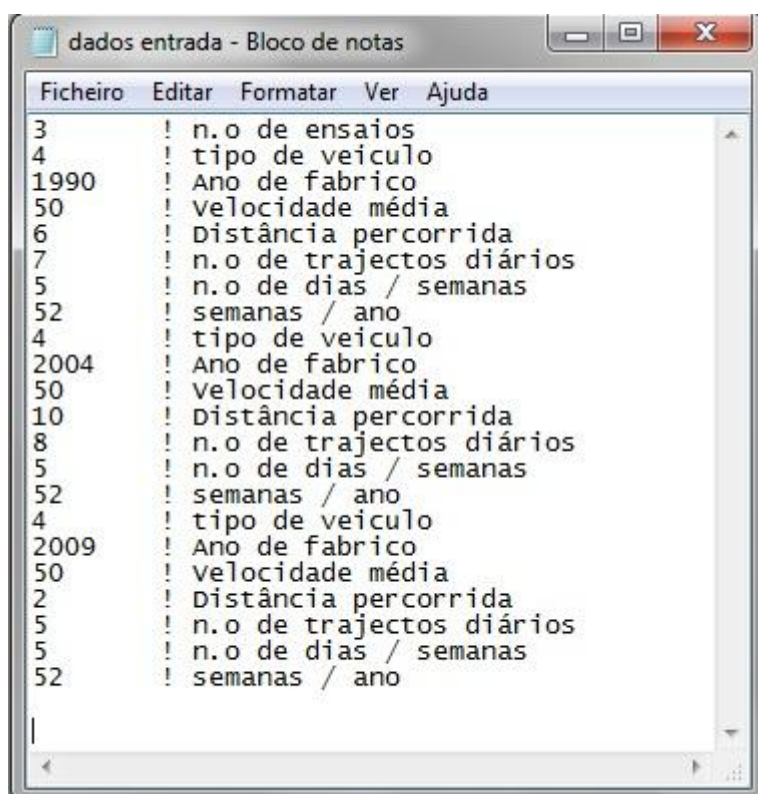 dados entrada - Bloco de notas
Ficheiro Editar Formatar Ver Ajuda
3 ! n.o de ensaios
4 ! tipo de veiculo
1990 ! Ano de fabrico
50 ! Velocidade média
6 ! Distância percorrida
7 ! n.o de trajectos diários
5 ! n.o de dias / semanas
52 ! semanas / ano
4 ! tipo de veiculo
2004 ! Ano de fabrico
50 ! Velocidade média
10 ! Distância percorrida
8 ! n.o de trajectos diários
5 ! n.o de dias / semanas
52 ! semanas / ano
4 ! tipo de veiculo
2009 ! Ano de fabrico
50 ! Velocidade média
2 ! Distância percorrida
5 ! n.o de trajectos diários
5 ! n.o de dias / semanas
52 ! semanas / ano